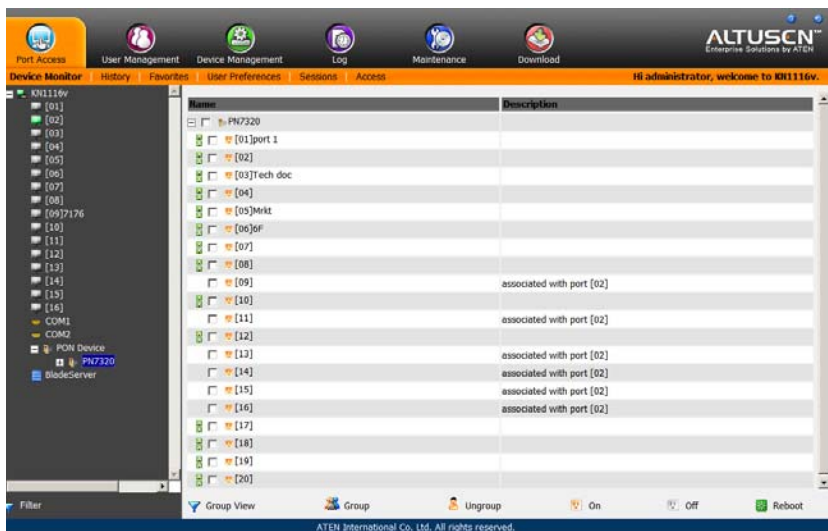 ALTUSCN™
Enterprise Solutions by ATEN
Port Access User Management Device Management Log Maintenance Download
Device Monitor History Favorites User Preferences Sessions Access Hi administrator, welcome to KN1116v.
KN1116v
[01]
[02]
[03]
[04]
[05]
[06]
[07]
[08]
[09]7176
[10]
[11]
[12]
[13]
[14]
[15]
[16]
COM1
COM2
PON Device
PN7320
BladeServer
Filter
Name Description
PN7320
[01]port 1
[02]
[03]Tech doc
[04]
[05]Mrkt
[06]6F
[07]
[08]
[09] associated with port [02]
[10]
[11] associated with port [02]
[12]
[13] associated with port [02]
[14] associated with port [02]
[15] associated with port [02]
[16] associated with port [02]
[17]
[18]
[19]
[20]
Group View Group Ungroup On Off Reboot
ATEN International Co. Ltd. All rights reserved.